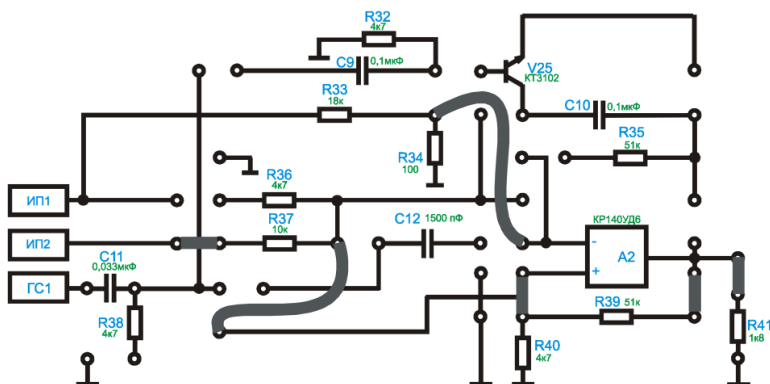 R32
4к7
C9
0,1мкФ
V25
КТ3102
R33
18к
C10
0,1мкФ
R34
100
R35
51к
R36
4к7
ИП1
R37
10к
C12
1500 пФ
КР140УД6
ИП2
-
A2
+
C11
0,033мкФ
ГС1
R38
4к7
R39
51к
R40
4к7
R41
1к8